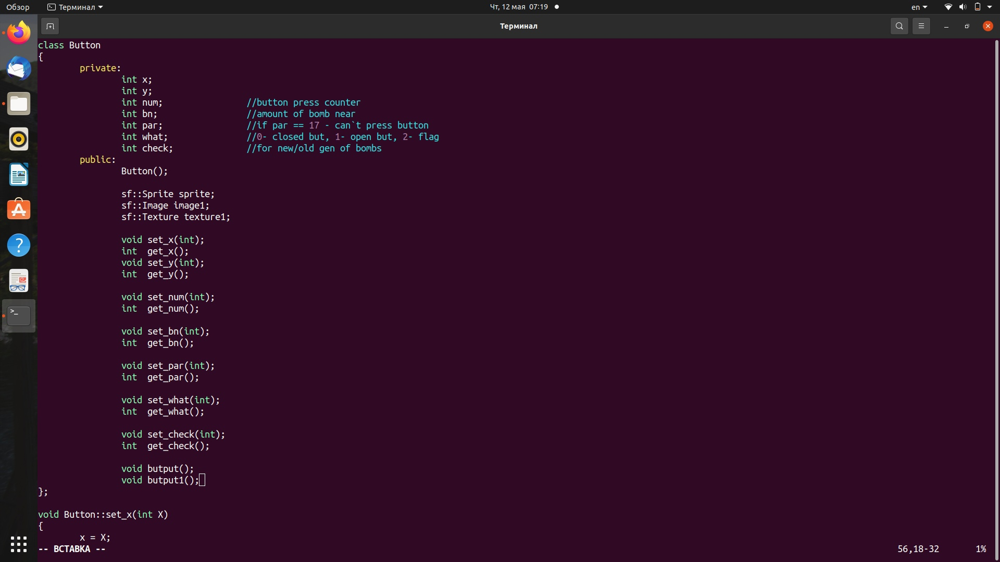 Обзор Терминал Чт, 12 мая 07:19 en
Терминал
class Button
{
        private:
                int x;
                int y;
                int num;                //button press counter
                int bn;                 //amount of bomb near
                int par;                //if par == 17 - can`t press button
                int what;               //0- closed but, 1- open but, 2- flag
                int check;              //for new/old gen of bombs
        public:
                Button();

                sf::Sprite sprite;
                sf::Image image1;
                sf::Texture texture1;

                void set_x(int);
                int  get_x();
                void set_y(int);
                int  get_y();

                void set_num(int);
                int  get_num();

                void set_bn(int);
                int  get_bn();

                void set_par(int);
                int  get_par();

                void set_what(int);
                int  get_what();

                void set_check(int);
                int  get_check();

                void butput();
                void butput1();
};

void Button::set_x(int X)
{
        x = X;
-- ВСТАВКА -- 56,18-32 1%